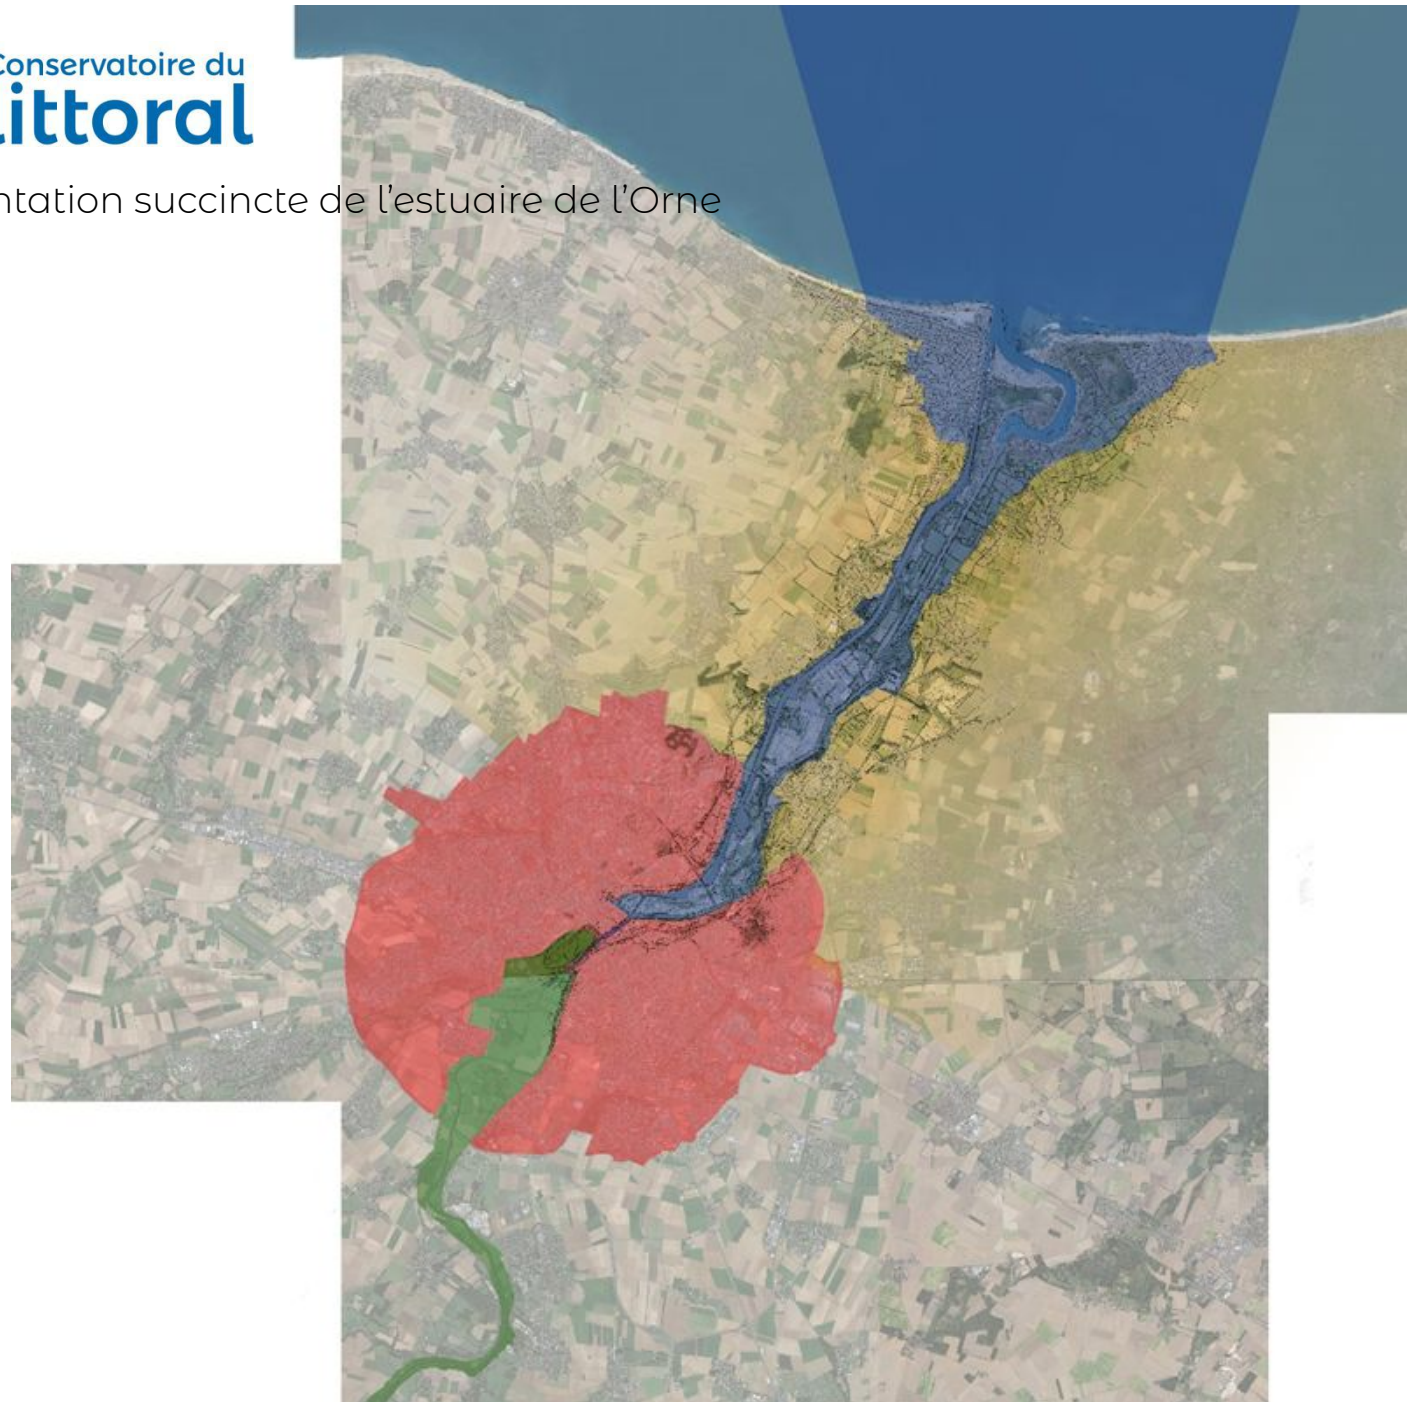 Conservatoire du
Littoral
ntation succincte de l'estuaire de l'Orne